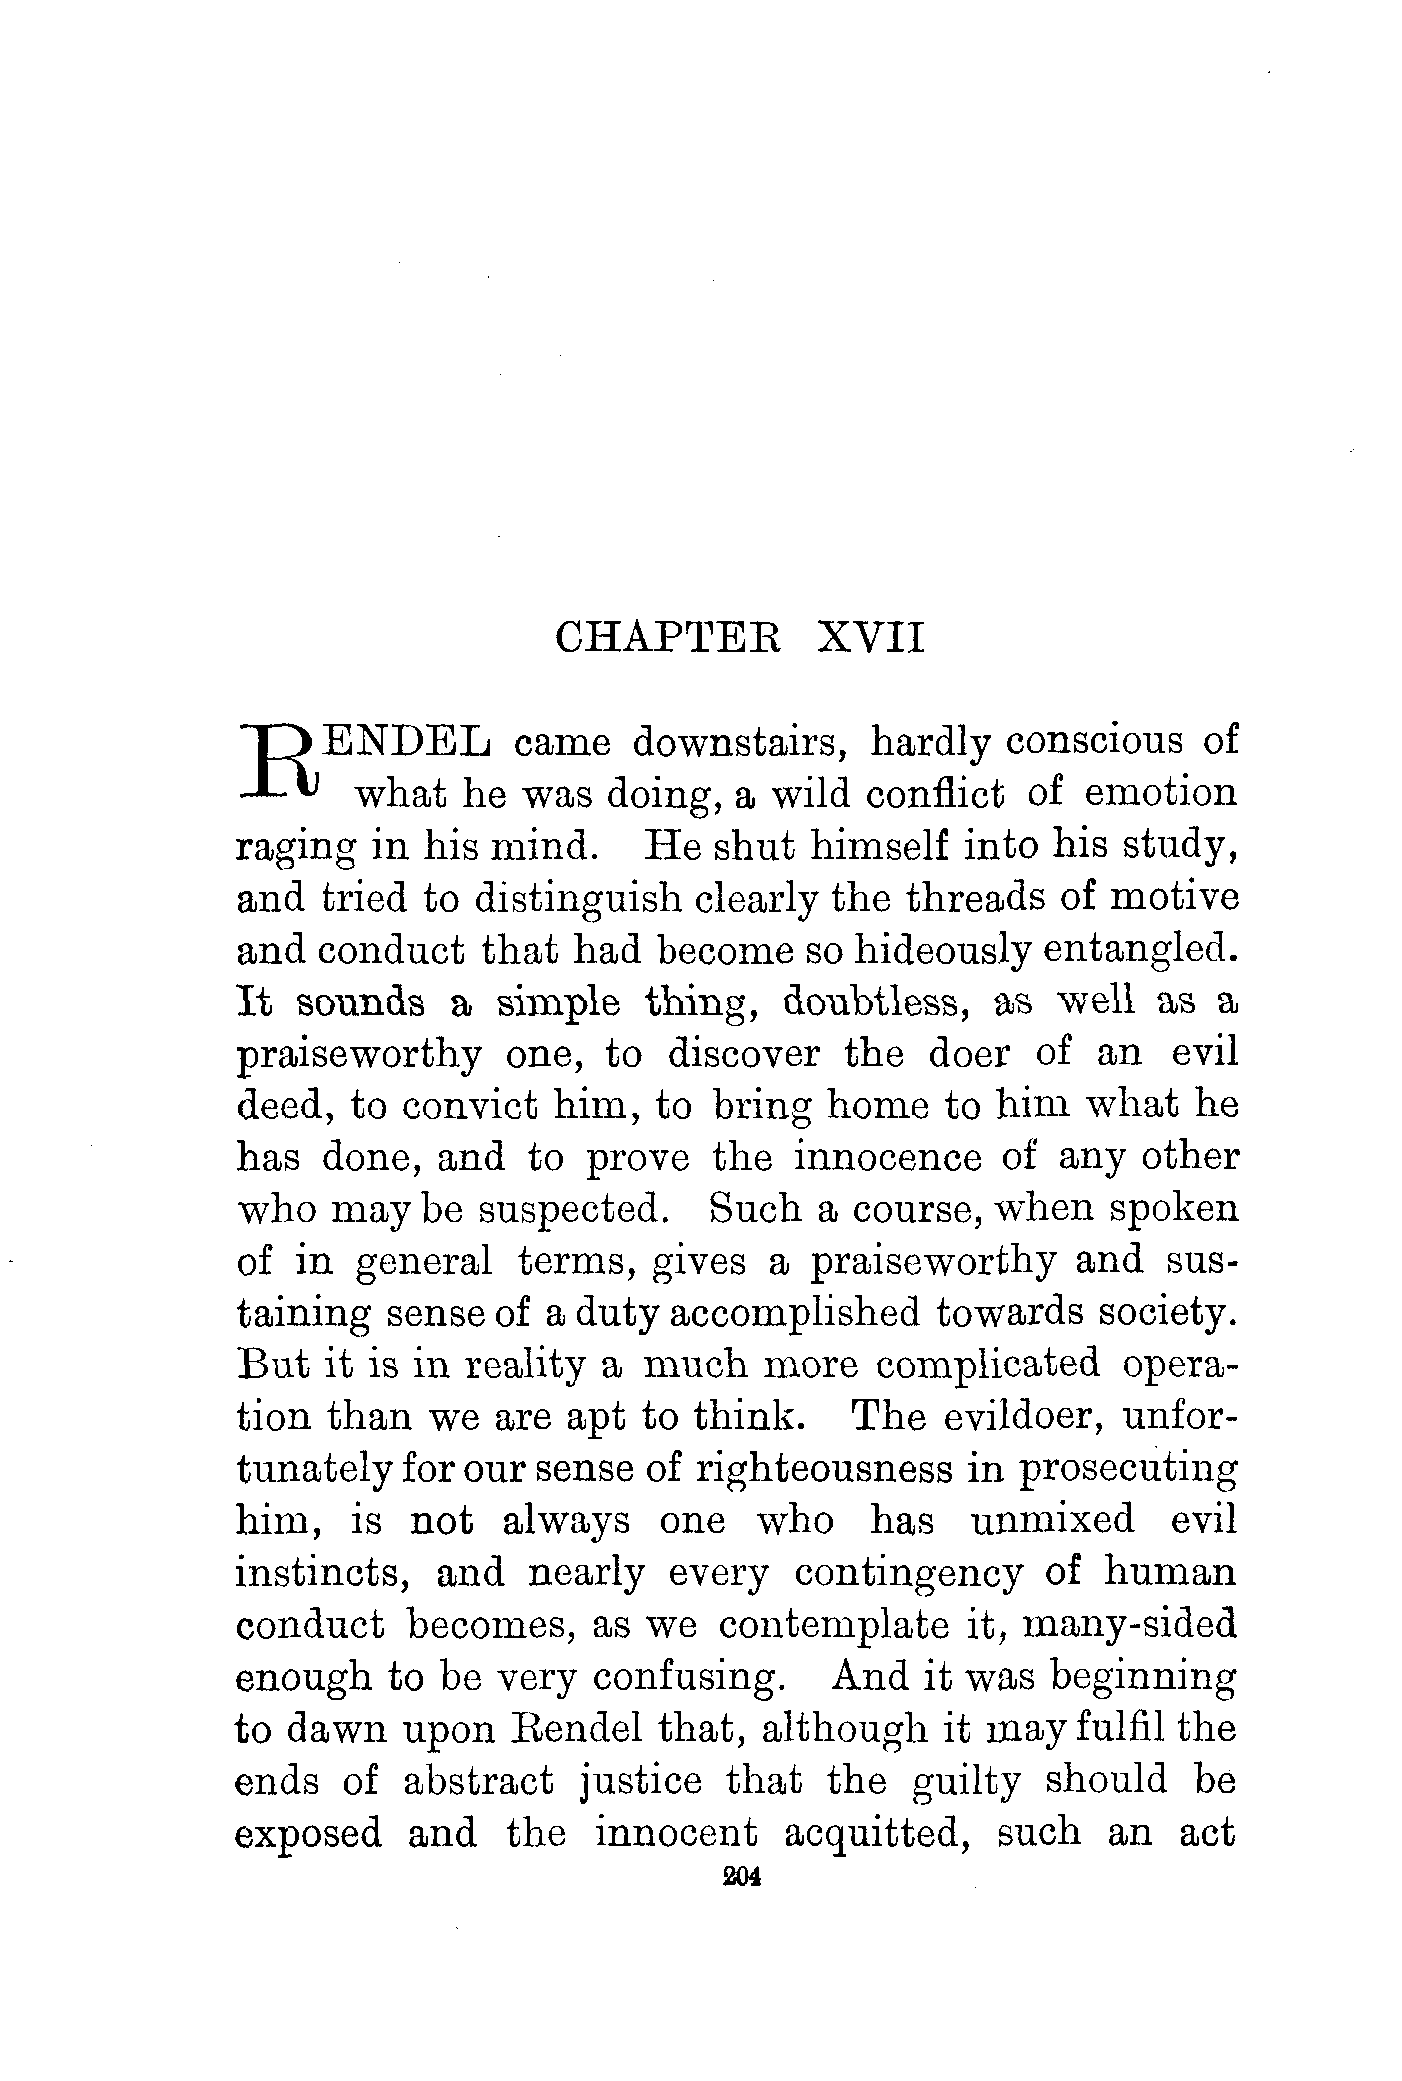 CHAPTER XVII
RENDEL came downstairs, hardly conscious of
what he was doing, a wild conflict of emotion
raging in his mind. He shut himself into his study,
and tried to distinguish clearly the threads of motive
and conduct that had become so hideously entangled.
It sounds a simple thing, doubtless, as well as a
praiseworthy one, to discover the doer of an evil
deed, to convict him, to bring home to him what he
has done, and to prove the innocence of any other
who may be suspected. Such a course, when spoken
of in general terms, gives a praiseworthy and sus-
taining sense of a duty accomplished towards society.
But it is in reality a much more complicated opera-
tion than we are apt to think. The evildoer, unfor-
tunately for our sense of righteousness in prosecuting
him, is not always one who has unmixed evil
instincts, and nearly every contingency of human
conduct becomes, as we contemplate it, many-sided
enough to be very confusing. And it was beginning
to dawn upon Rendel that, although it may fulfil the
ends of abstract justice that the guilty should be
exposed and the innocent acquitted, such an act
204